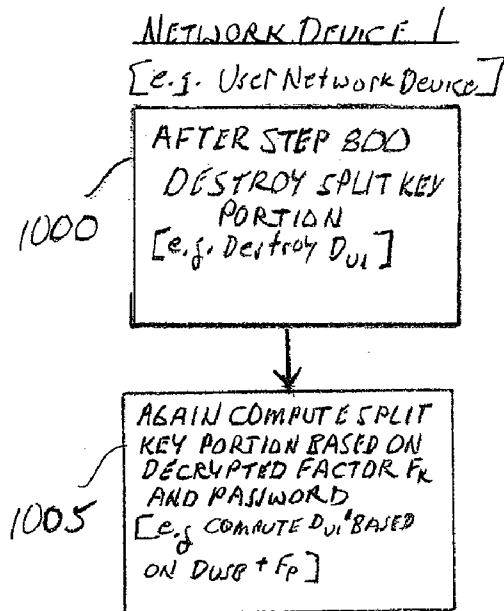 NETWORK DEVICE 1
[e.g. User Network Device]
AFTER STEP 800
DESTROY SPLIT KEY
PORTION
[e.g. Destroy DU1]
1000
AGAIN COMPUTE SPLIT
KEY PORTION BASED ON
DECRYPTED FACTOR FK
AND PASSWORD
[e.g COMPUTE DU1' BASED
ON DUSB + FP]
1005